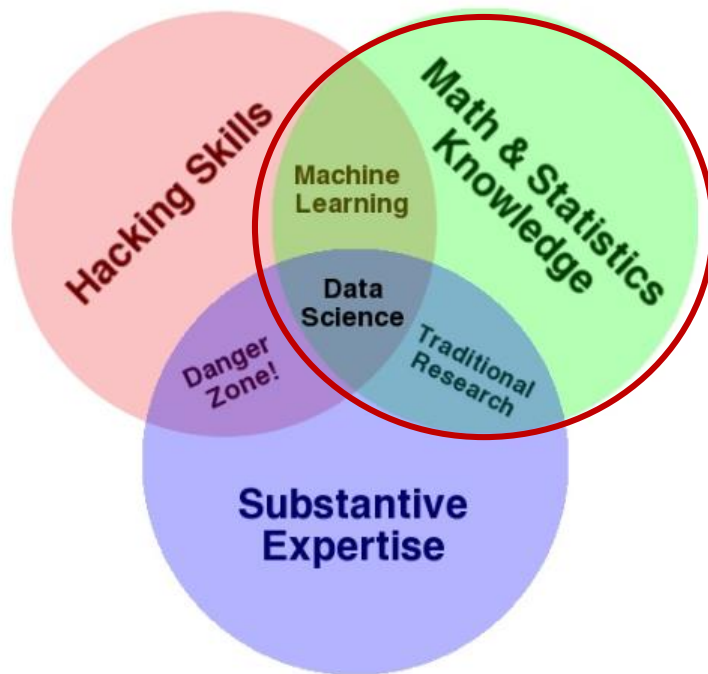 Hacking Skills
Math & Statistics
Knowledge
Machine
Learning
Data
Science
Danger
Zone!
Traditional
Research
Substantive
Expertise